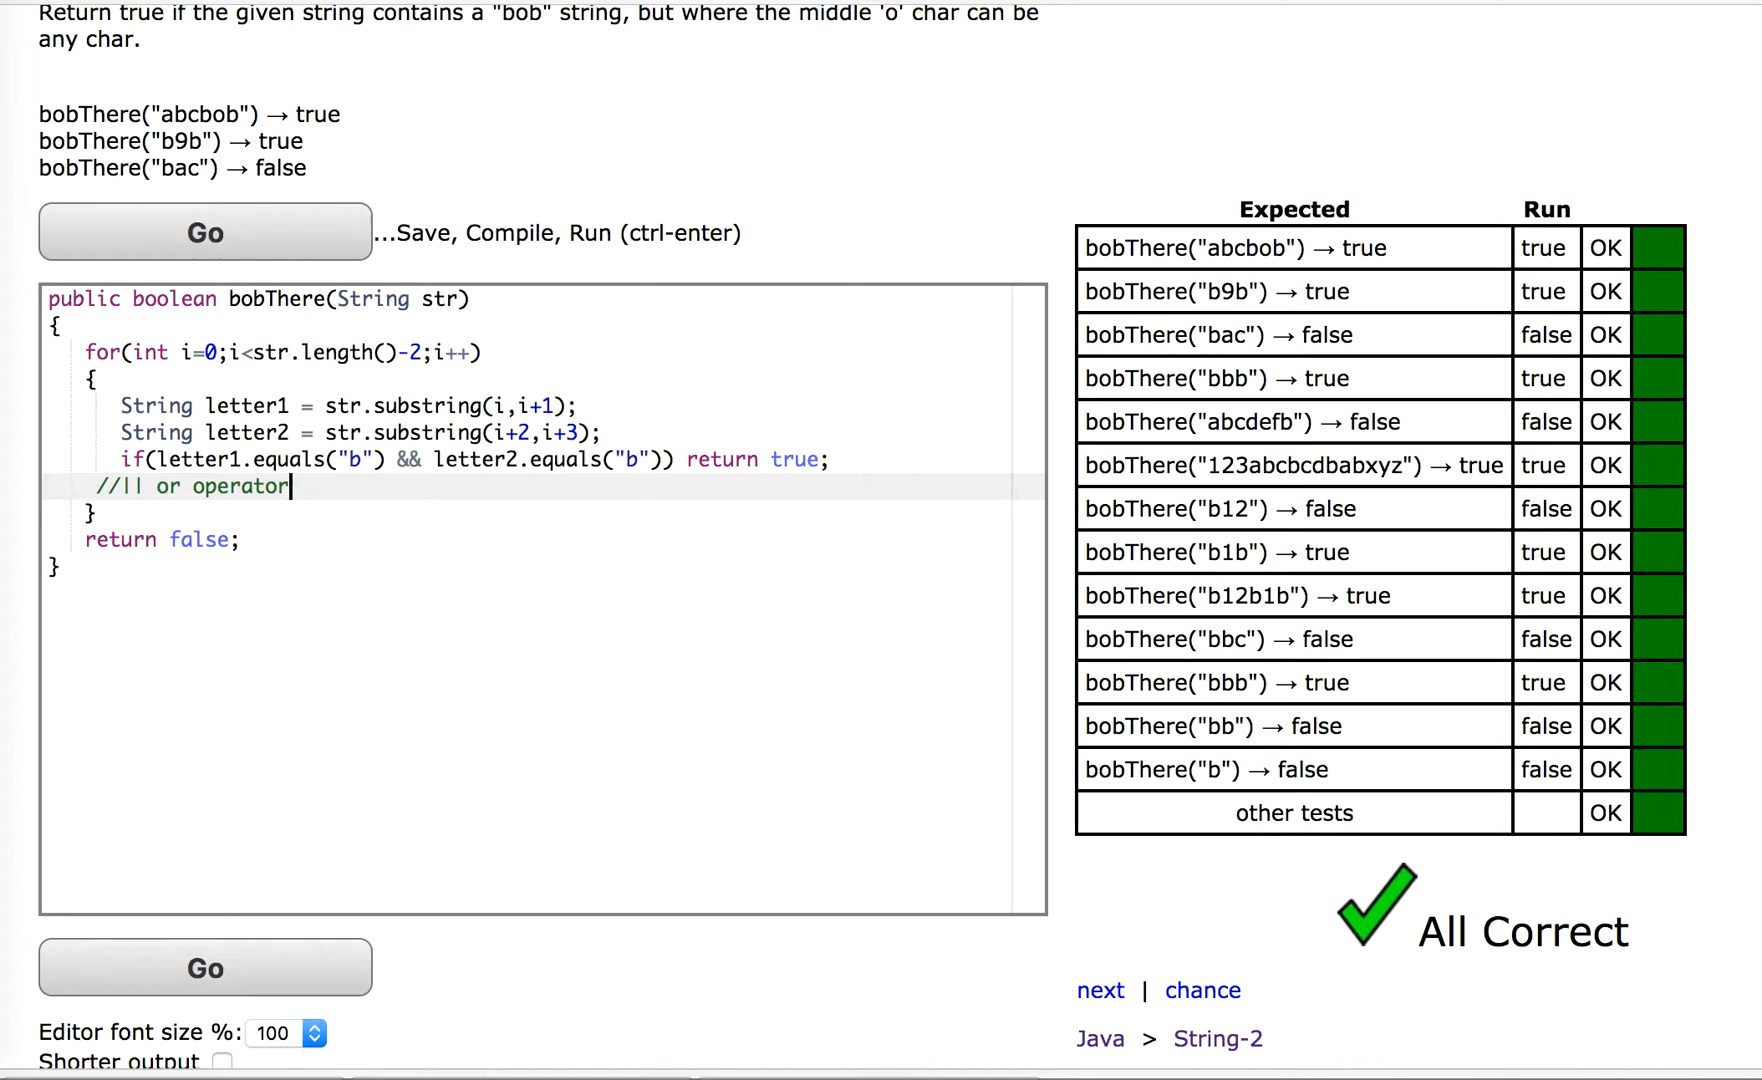 Return true if the given string contains a "bob" string, but where the middle 'o' char can be
any char.
bobThere("abcbob") → true
bobThere("b9b") → true
bobThere("bac") → false
Go
...Save, Compile, Run (ctrl-enter)
public boolean bobThere(String str)
{
for(int i=0;i<str.length()-2;i++)
{
String letter1 = str.substring(i,i+1);
String letter2 = str.substring(i+2,i+3);
if(letter1.equals("b") && letter2.equals("b")) return true;
//|| or operator
}
return false;
}
Go
Editor font size %: 100
Shorter output
Expected Run
bobThere("abcbob") → true true OK
bobThere("b9b") → true true OK
bobThere("bac") → false false OK
bobThere("bbb") → true true OK
bobThere("abcdefb") → false false OK
bobThere("123abcbcdbabxyz") → true true OK
bobThere("b12") → false false OK
bobThere("b1b") → true true OK
bobThere("b12b1b") → true true OK
bobThere("bbc") → false false OK
bobThere("bbb") → true true OK
bobThere("bb") → false false OK
bobThere("b") → false false OK
other tests OK
All Correct
next | chance
Java > String-2